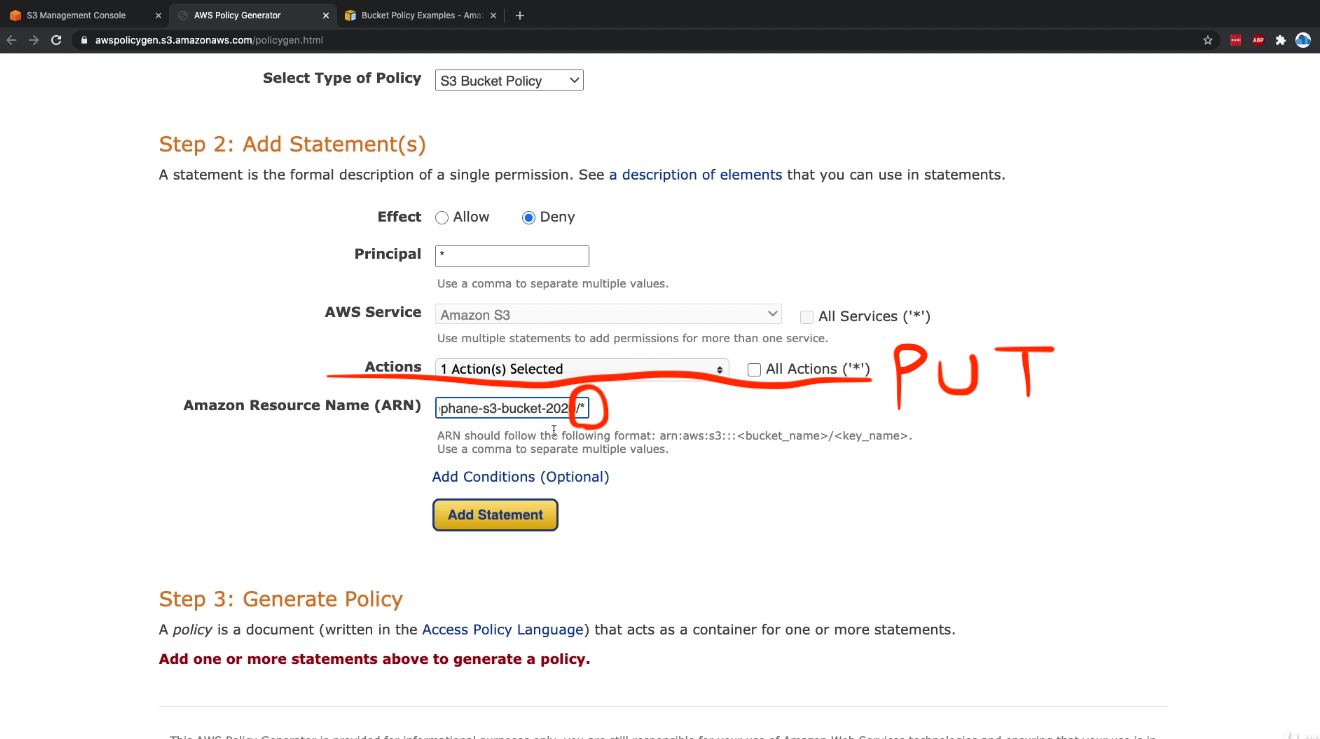 S3 Management Console
AWS Policy Generator
Bucket Policy Examples - Ama
awspolicygen.s3.amazonaws.com/policygen.html
ABP
Select Type of Policy S3 Bucket Policy
Step 2: Add Statement(s)
A statement is the formal description of a single permission. See a description of elements that you can use in statements.
Effect Allow Deny
Principal *
Use a comma to separate multiple values.
AWS Service Amazon S3 All Services ('*')
Use multiple statements to add permissions for more than one service.
Actions 1 Action(s) Selected All Actions ('*') PUT
Amazon Resource Name (ARN) phane-s3-bucket-202 /*
ARN should follow the following format: arn:aws:s3:::<bucket_name>/<key_name>.
Use a comma to separate multiple values.
Add Conditions (Optional)
Add Statement
Step 3: Generate Policy
A policy is a document (written in the Access Policy Language) that acts as a container for one or more statements.
Add one or more statements above to generate a policy.